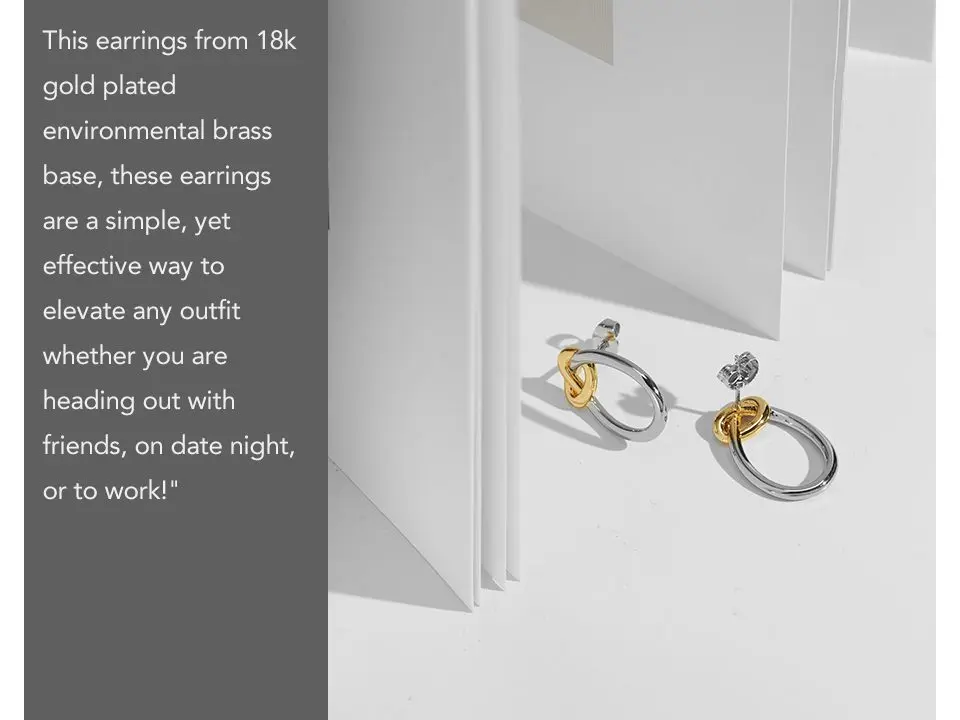 This earrings from 18k
gold plated
environmental brass
base, these earrings
are a simple, yet
effective way to
elevate any outfit
whether you are
heading out with
friends, on date night,
or to work!"